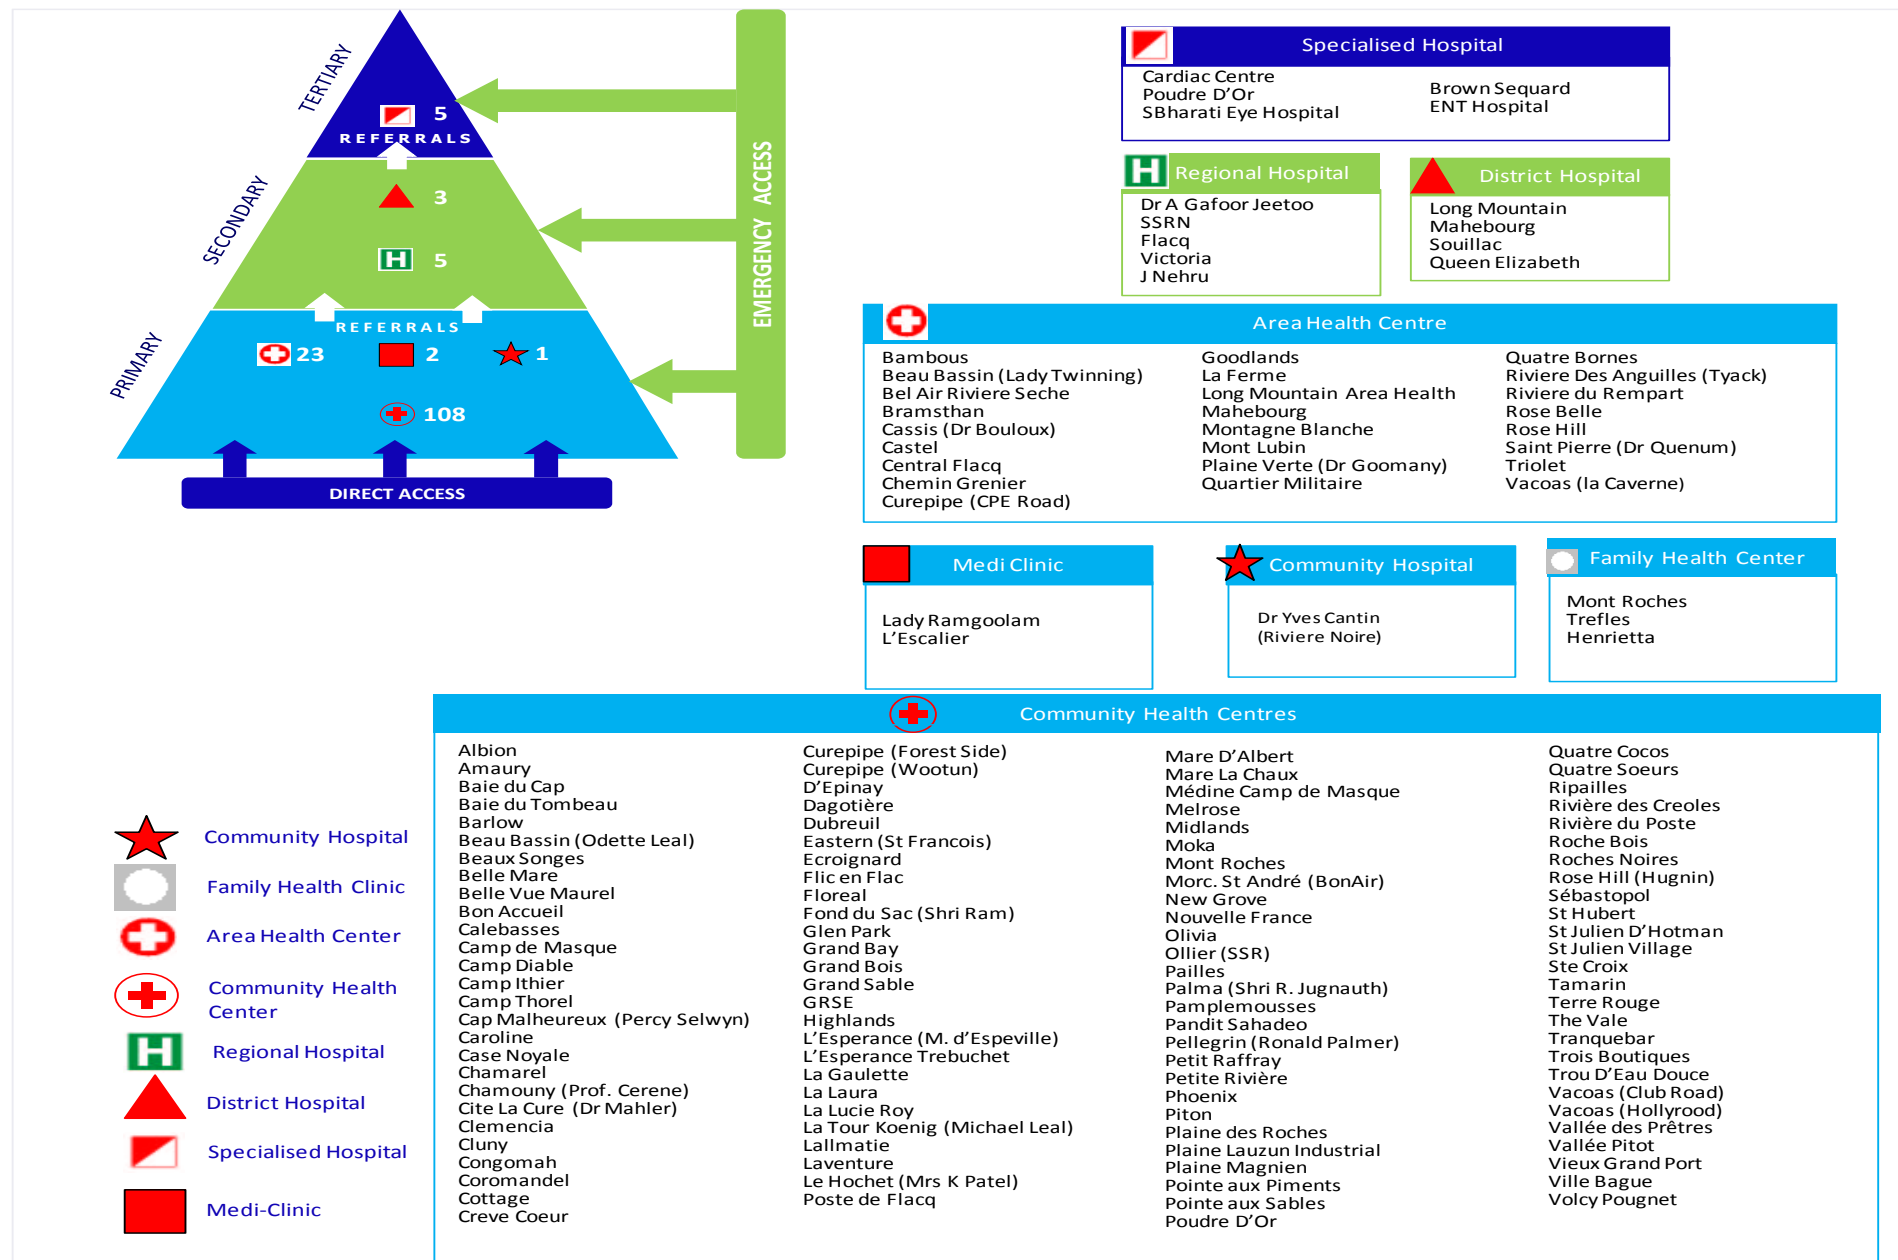 TERTIARY
5
REFERRALS
SECONDARY
3
5
PRIMARY
REFERRALS
23
2
1
108
DIRECT ACCESS
EMERGENCY ACCESS
Specialised Hospital
Cardiac Centre
Poudre D'Or
SBharati Eye Hospital
Brown Sequard
ENT Hospital
H Regional Hospital
Dr A Gafoor Jeetoo
SSRN
Flacq
Victoria
J Nehru
District Hospital
Long Mountain
Mahebourg
Souillac
Queen Elizabeth
Area Health Centre
Bambous
Beau Bassin (Lady Twinning)
Bel Air Riviere Seche
Bramsthan
Cassis (Dr Bouloux)
Castel
Central Flacq
Chemin Grenier
Curepipe (CPE Road)
Goodlands
La Ferme
Long Mountain Area Health
Mahebourg
Montagne Blanche
Mont Lubin
Plaine Verte (Dr Goomany)
Quartier Militaire
Quatre Bornes
Riviere Des Anguilles (Tyack)
Riviere du Rempart
Rose Belle
Rose Hill
Saint Pierre (Dr Quenum)
Triolet
Vacoas (la Caverne)
Medi Clinic
Lady Ramgoolam
L'Escalier
Community Hospital
Dr Yves Cantin
(Riviere Noire)
Family Health Center
Mont Roches
Trefles
Henrietta
Community Health Centres
Albion
Amaury
Baie du Cap
Baie du Tombeau
Barlow
Beau Bassin (Odette Leal)
Beaux Songes
Belle Mare
Belle Vue Maurel
Bon Accueil
Calebasses
Camp de Masque
Camp Diable
Camp Ithier
Camp Thorel
Cap Malheureux (Percy Selwyn)
Caroline
Case Noyale
Chamarel
Chamouny (Prof. Cerene)
Cite La Cure (Dr Mahler)
Clemencia
Cluny
Congomah
Coromandel
Cottage
Creve Coeur
Curepipe (Forest Side)
Curepipe (Wootun)
D'Epinay
Dagotière
Dubreuil
Eastern (St Francois)
Ecroignard
Flic en Flac
Floreal
Fond du Sac (Shri Ram)
Glen Park
Grand Bay
Grand Bois
Grand Sable
GRSE
Highlands
L'Esperance (M. d'Espeville)
L'Esperance Trebuchet
La Gaulette
La Laura
La Lucie Roy
La Tour Koenig (Michael Leal)
Lallmatie
Laventure
Le Hochet (Mrs K Patel)
Poste de Flacq
Mare D'Albert
Mare La Chaux
Médine Camp de Masque
Melrose
Midlands
Moka
Mont Roches
Morc. St André (BonAir)
New Grove
Nouvelle France
Olivia
Ollier (SSR)
Pailles
Palma (Shri R. Jugnauth)
Pamplemousses
Pandit Sahadeo
Pellegrin (Ronald Palmer)
Petit Raffray
Petite Rivière
Phoenix
Piton
Plaine des Roches
Plaine Lauzun Industrial
Plaine Magnien
Pointe aux Piments
Pointe aux Sables
Poudre D'Or
Quatre Cocos
Quatre Soeurs
Ripailles
Rivière des Creoles
Rivière du Poste
Roche Bois
Roches Noires
Rose Hill (Hugnin)
Sébastopol
St Hubert
St Julien D'Hotman
St Julien Village
Ste Croix
Tamarin
Terre Rouge
The Vale
Tranquebar
Trois Boutiques
Trou D'Eau Douce
Vacoas (Club Road)
Vacoas (Hollyrood)
Vallée des Prêtres
Vallée Pitot
Vieux Grand Port
Ville Bague
Volcy Pougnet
Community Hospital
Family Health Clinic
Area Health Center
Community Health
Center
H Regional Hospital
District Hospital
Specialised Hospital
Medi-Clinic